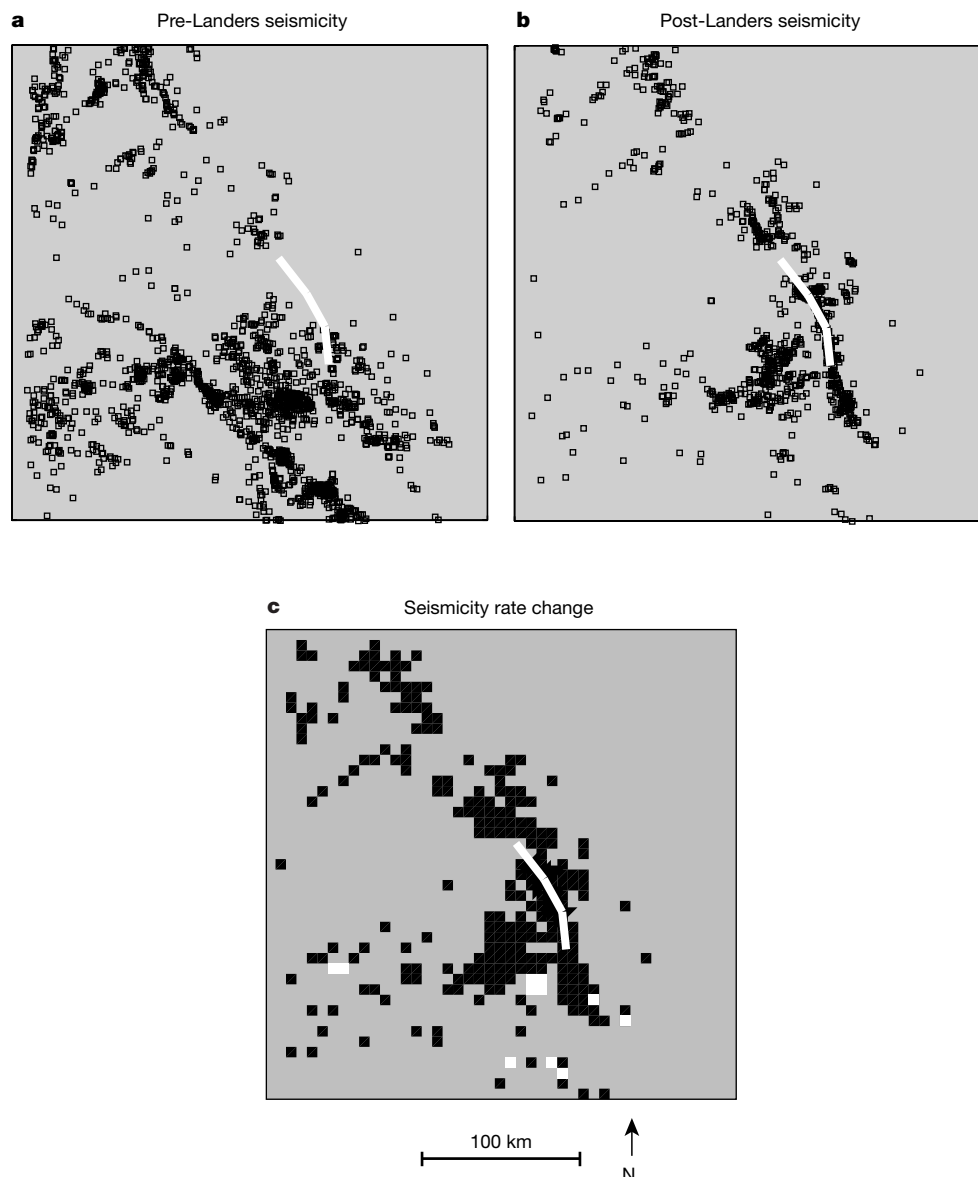 a Pre-Landers seismicity
b Post-Landers seismicity
c Seismicity rate change
100 km
N